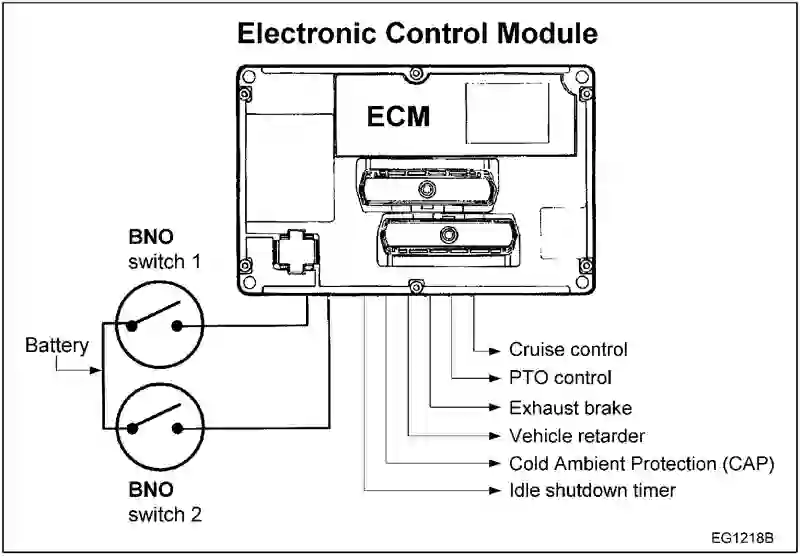 Electronic Control Module
ECM
BNO
switch 1
Battery
BNO
switch 2
Cruise control
PTO control
Exhaust brake
Vehicle retarder
Cold Ambient Protection (CAP)
Idle shutdown timer
EG1218B